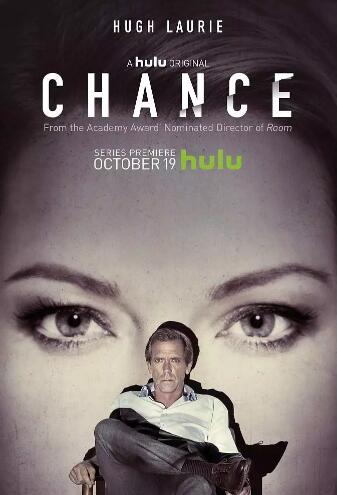 HUGH LAURIE
A hulu ORIGINAL
CHANCE
From the Academy Award® Nominated Director of Room
SERIES PREMIERE
OCTOBER 19 hulu